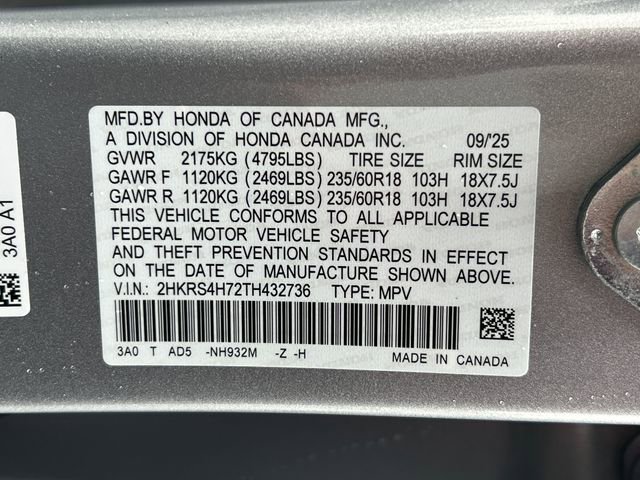 MFD.BY HONDA OF CANADA MFG.,
A DIVISION OF HONDA CANADA INC. 09/'25
GVWR 2175KG (4795LBS) TIRE SIZE RIM SIZE
GAWR F 1120KG (2469LBS) 235/60R18 103H 18X7.5J
GAWR R 1120KG (2469LBS) 235/60R18 103H 18X7.5J
THIS VEHICLE CONFORMS TO ALL APPLICABLE
FEDERAL MOTOR VEHICLE SAFETY
AND THEFT PREVENTION STANDARDS IN EFFECT
ON THE DATE OF MANUFACTURE SHOWN ABOVE.
V.I.N.: 2HKRS4H72TH432736 TYPE: MPV
3A0 T AD5 -NH932M -Z -H MADE IN CANADA
3A0 A1